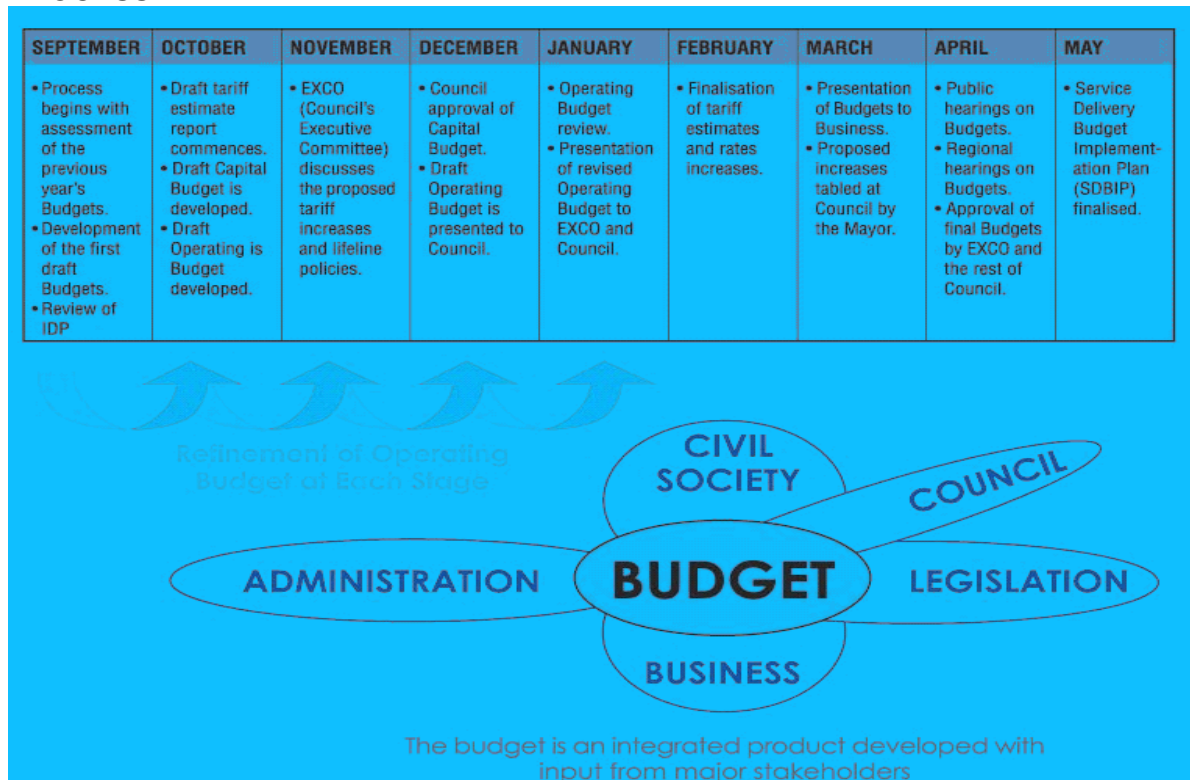 SEPTEMBER
• Process
begins with
assessment
of the
previous
year's
Budgets.
• Development
of the first
draft
Budgets.
• Review of
IDP
OCTOBER
• Draft tariff
estimate
report
commences.
• Draft Capital
Budget is
developed.
• Draft
Operating is
Budget
developed.
NOVEMBER
• EXCO
(Council's
Executive
Committee)
discusses
the proposed
tariff
increases
and lifeline
policies.
DECEMBER
• Council
approval of
Capital
Budget.
• Draft
Operating
Budget is
presented to
Council.
JANUARY
• Operating
Budget
review.
• Presentation
of revised
Operating
Budget to
EXCO and
Council.
FEBRUARY
• Finalisation
of tariff
estimates
and rates
increases.
MARCH
• Presentation
of Budgets to
Business.
• Proposed
increases
tabled at
Council by
the Mayor.
APRIL
• Public
hearings on
Budgets.
• Regional
hearings on
Budgets.
• Approval of
final Budgets
by EXCO and
the rest of
Council.
MAY
• Service
Delivery
Budget
Implement-
ation Plan
(SDBIP)
finalised.
Refinement of Operating
Budget at Each Stage
CIVIL
SOCIETY
COUNCIL
ADMINISTRATION
BUDGET
LEGISLATION
BUSINESS
The budget is an integrated product developed with
input from major stakeholders